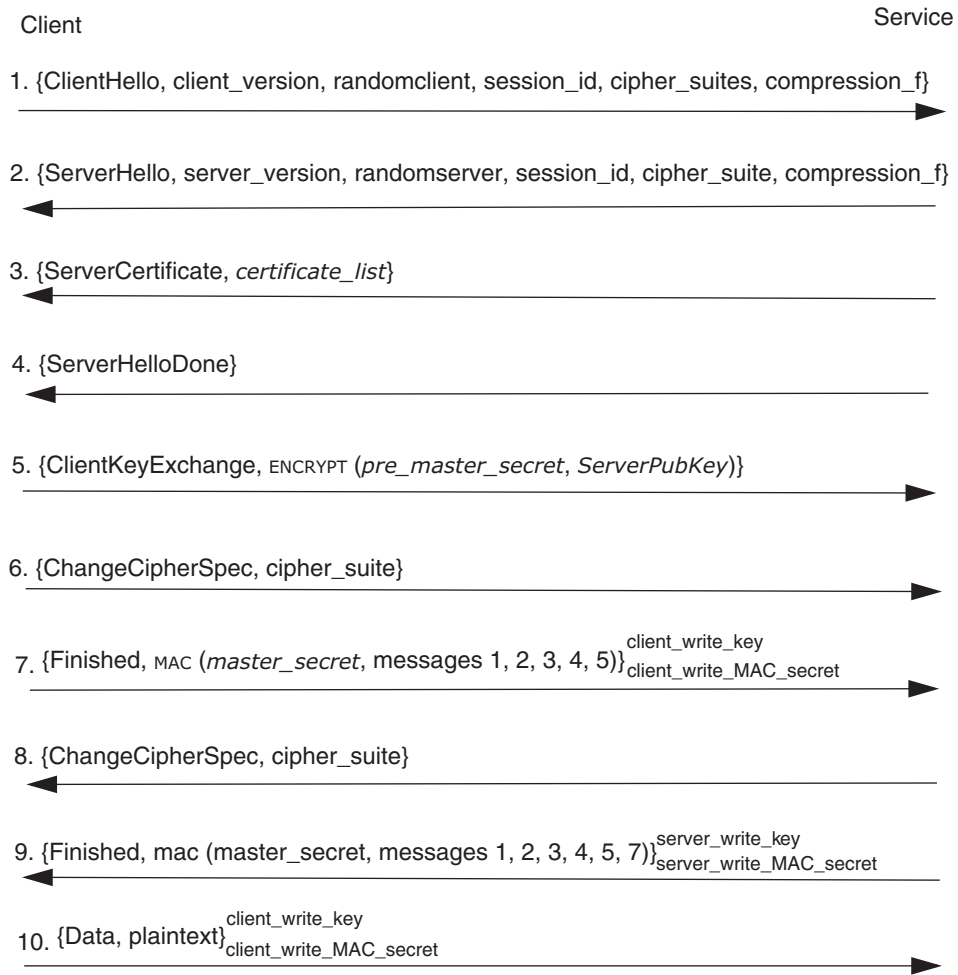 Client
Service
1. {ClientHello, client_version, randomclient, session_id, cipher_suites, compression_f}
2. {ServerHello, server_version, randomserver, session_id, cipher_suite, compression_f}
3. {ServerCertificate, certificate_list}
4. {ServerHelloDone}
5. {ClientKeyExchange, ENCRYPT (pre_master_secret, ServerPubKey)}
6. {ChangeCipherSpec, cipher_suite}
7. {Finished, MAC (master_secret, messages 1, 2, 3, 4, 5)}
client_write_key
client_write_MAC_secret
8. {ChangeCipherSpec, cipher_suite}
9. {Finished, mac (master_secret, messages 1, 2, 3, 4, 5, 7)}
server_write_key
server_write_MAC_secret
10. {Data, plaintext}
client_write_key
client_write_MAC_secret